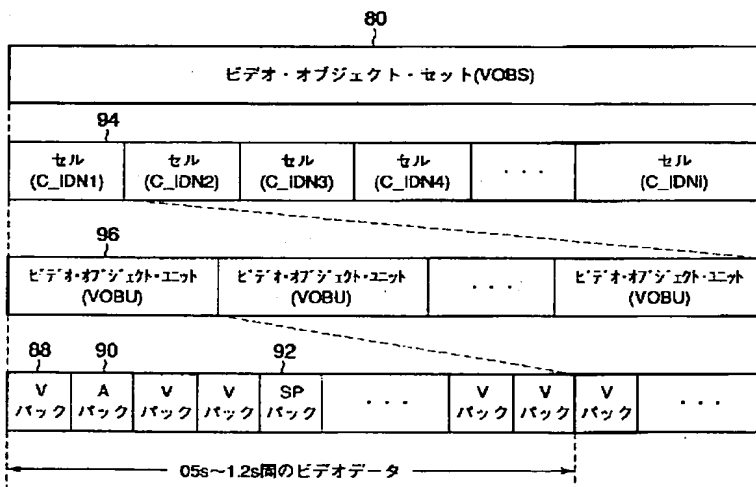 80
ビデオ・オブジェクト・セット(VOBS)
94
セル セル セル セル ・・・ セル
(C_IDN1) (C_IDN2) (C_IDN3) (C_IDN4) (C_IDNi)
96
ビデオ・オブジェクト・ユニット ビデオ・オブジェクト・ユニット ・・・ ビデオ・オブジェクト・ユニット
(VOBU) (VOBU) (VOBU)
88 90 92
V A V V SP ・・・ V V V ・・・
パック パック パック パック パック パック パック パック
05s〜1.2s間のビデオデータ